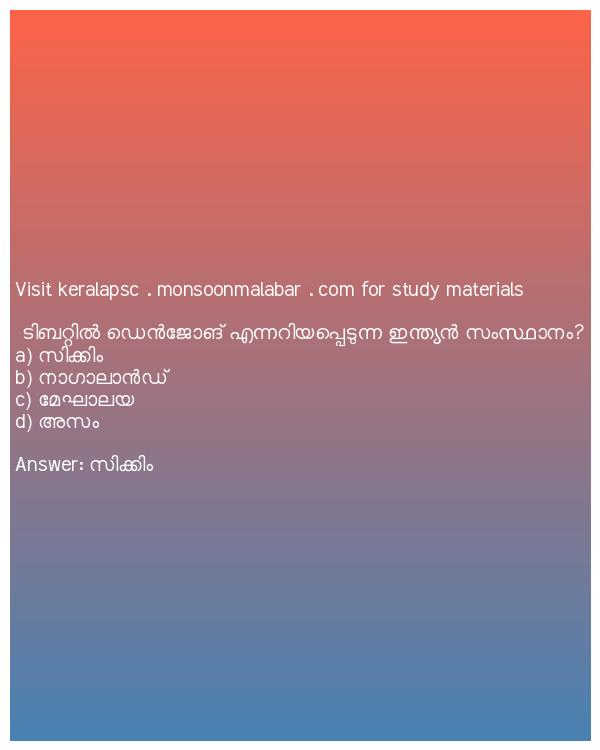 Visit keralapsc . monsoonmalabar . com for study materials
ടിബറ്റിൽ ഡെൻജോങ് എന്നറിയപ്പെടുന്ന ഇന്ത്യൻ സംസ്ഥാനം?
a) സിക്കിം
b) നാഗാലാൻഡ്
c) മേഘാലയ
d) അസം
Answer: സിക്കിം